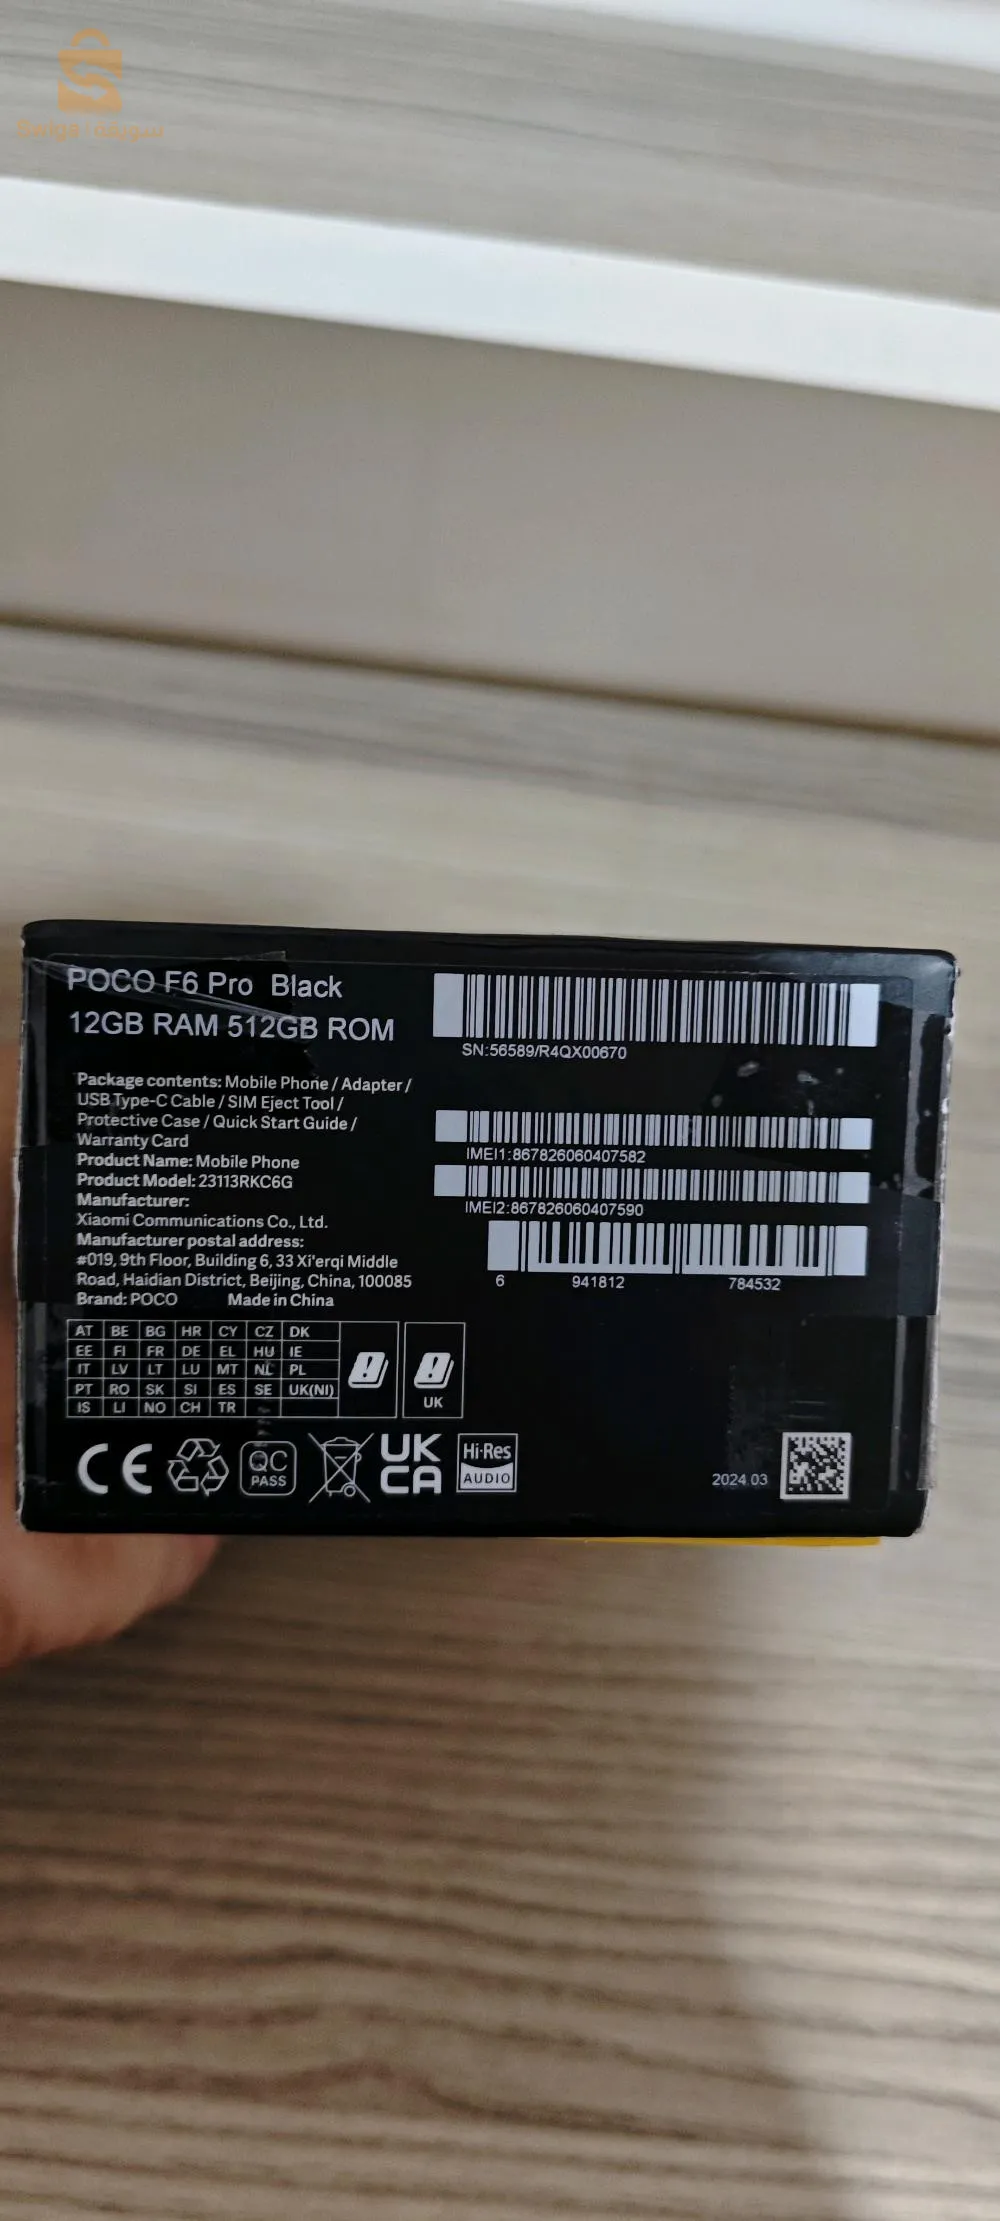 سويقة
POCO F6 Pro Black
12GB RAM 512GB ROM
Package contents: Mobile Phone / Adapter /
USB Type-C Cable / SIM Eject Tool /
Protective Case / Quick Start Guide /
Warranty Card
Product Name: Mobile Phone
Product Model: 23113RKC6G
Manufacturer:
Xiaomi Communications Co., Ltd.
Manufacturer postal address:
#019, 9th Floor, Building 6, 33 Xi'erqi Middle
Road, Haidian District, Beijing, China, 100085
Brand: POCO Made in China
SN:56589/R4QX00670
IMEI1:867826060407582
IMEI2:867826060407590
6 941812 784532
AT BE BG HR CY CZ DK
EE FI FR DE EL HU IE
IT LV LT LU MT NL PL
PT RO SK SI ES SE UK(NI)
IS LI NO CH TR
UK
CE
QC
PASS
UK
CA
Hi-Res
AUDIO
2024.03